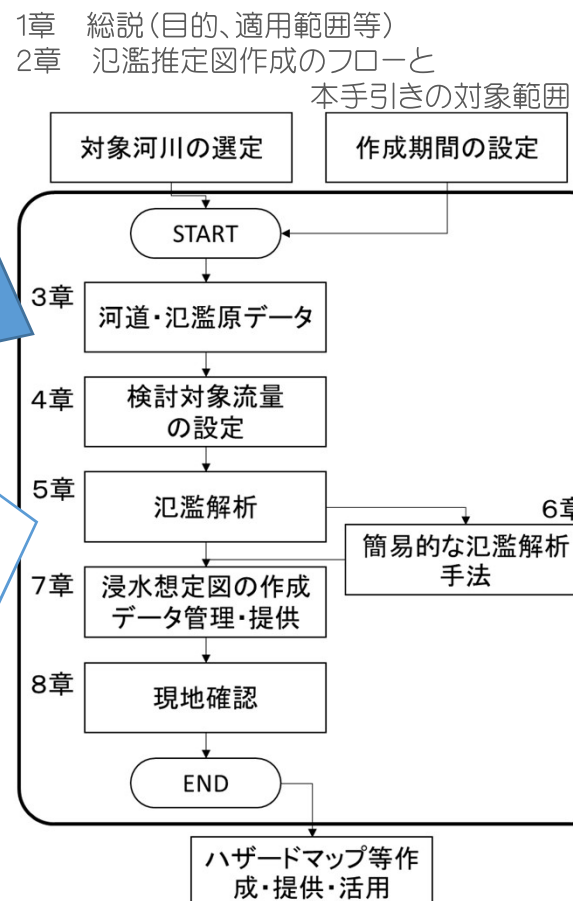 1章　総説（目的、適用範囲等）
2章　氾濫推定図作成のフローと
本手引きの対象範囲
対象河川の選定
作成期間の設定
START
3章
河道・氾濫原データ
4章
検討対象流量
の設定
5章
氾濫解析
6章
簡易的な氾濫解析
手法
7章
浸水想定図の作成
データ管理・提供
8章
現地確認
END
ハザードマップ等作
成・提供・活用